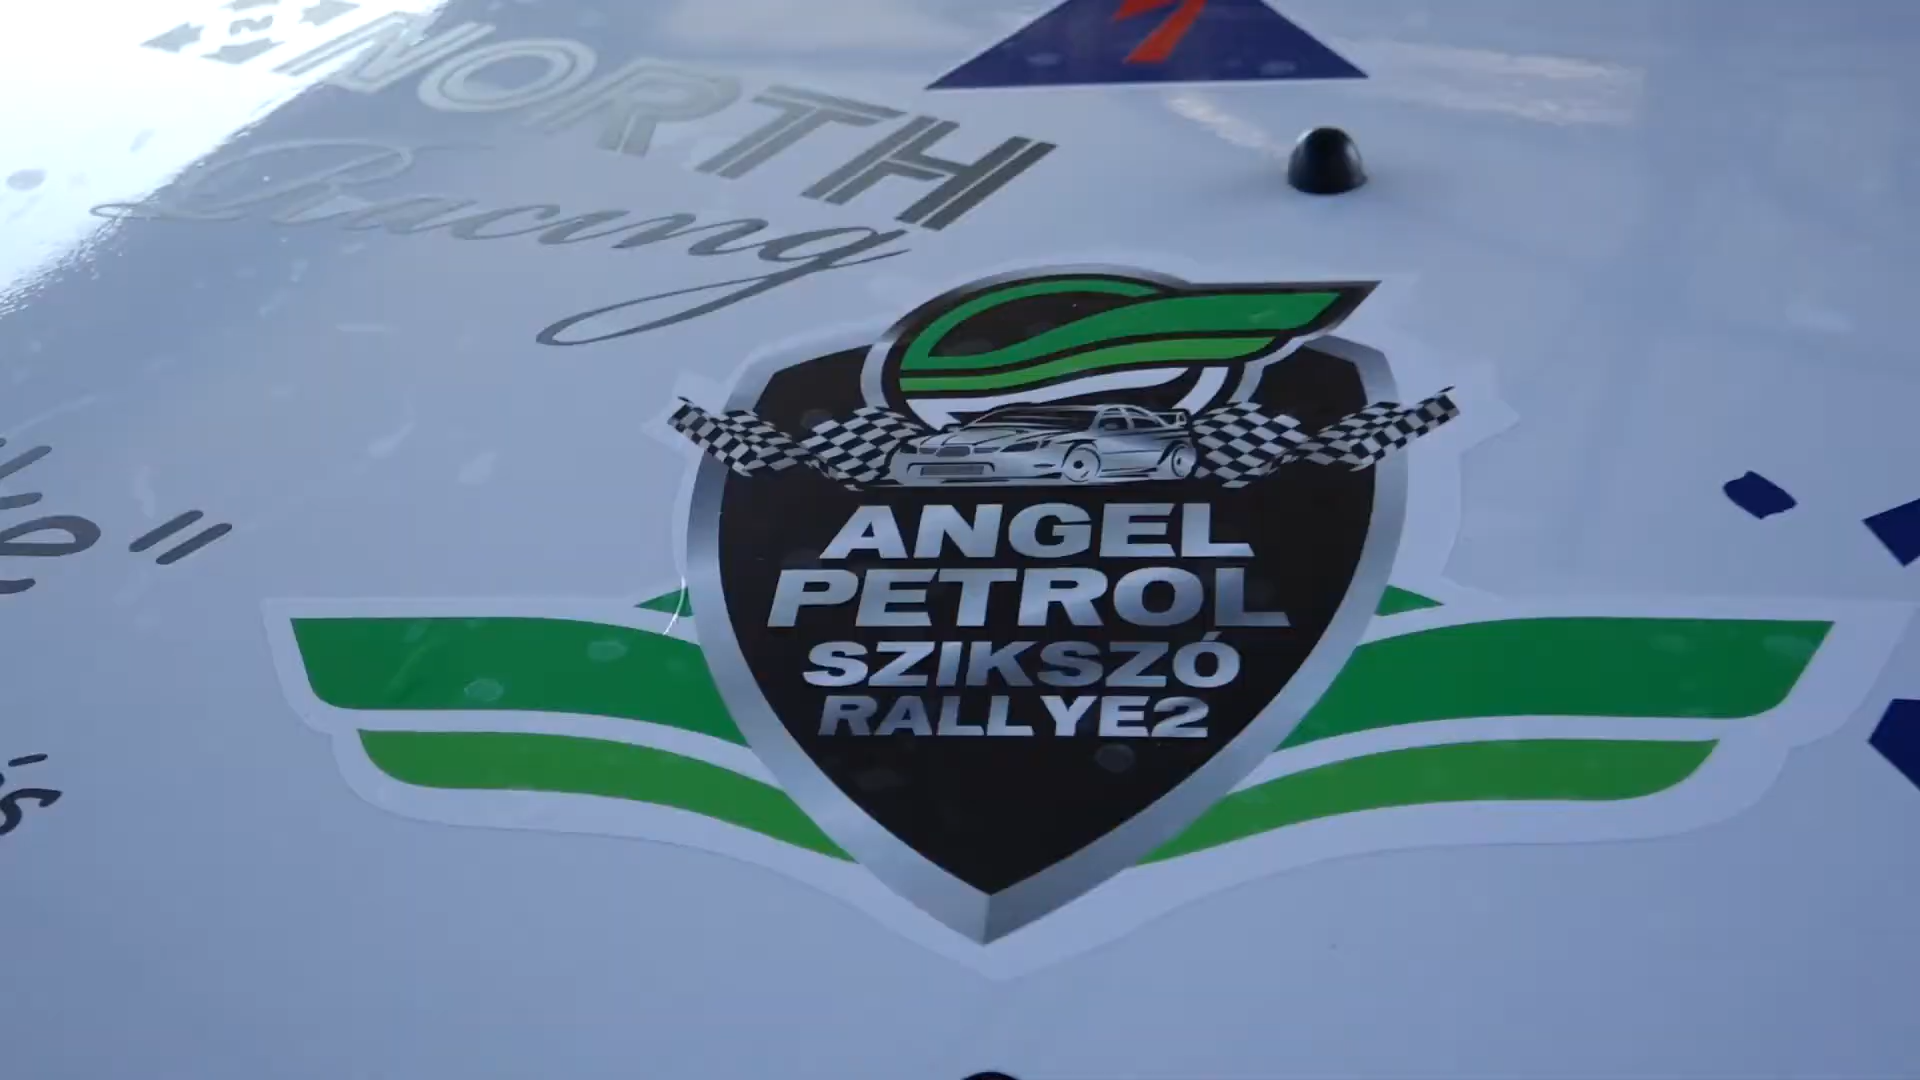 NORTH
Racing
ANGEL
PETROL
SZIKSZÓ
RALLYE2